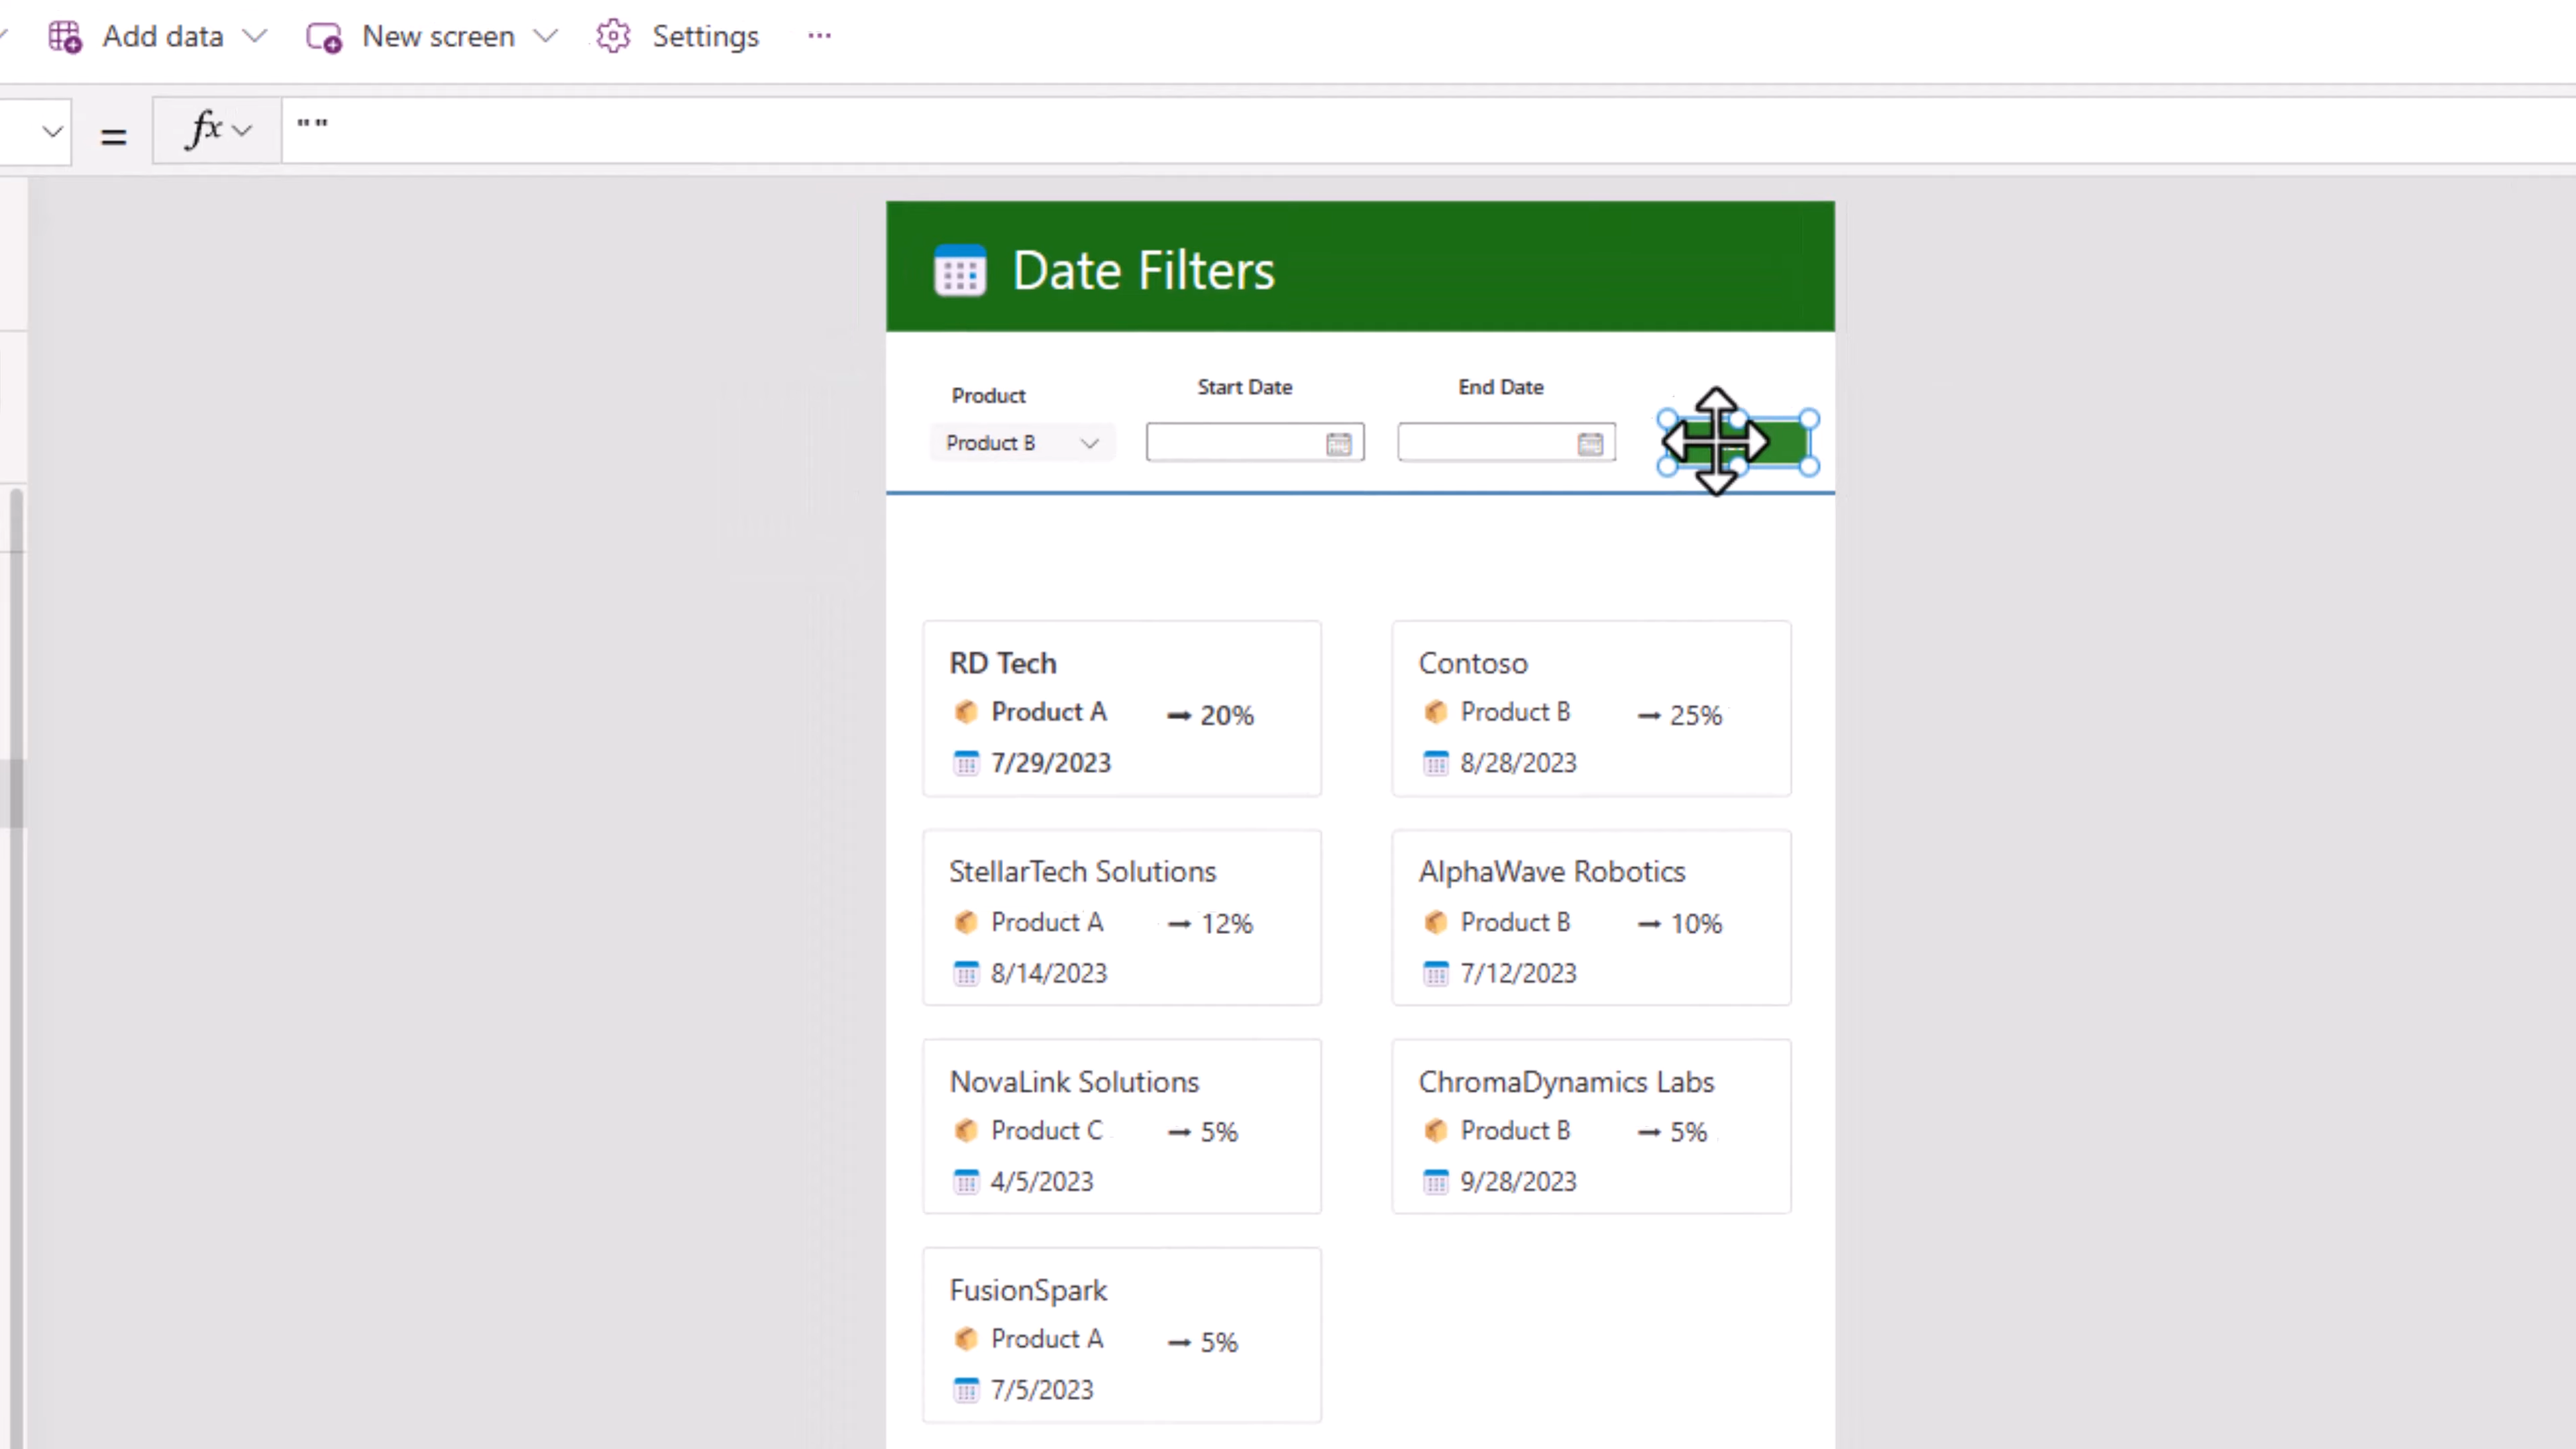 Add data
New screen
Settings
...
= fx ""
Date Filters
Product
Start Date
End Date
Product B
RD Tech
Product A → 20%
7/29/2023
Contoso
Product B → 25%
8/28/2023
StellarTech Solutions
Product A → 12%
8/14/2023
AlphaWave Robotics
Product B → 10%
7/12/2023
NovaLink Solutions
Product C → 5%
4/5/2023
ChromaDynamics Labs
Product B → 5%
9/28/2023
FusionSpark
Product A → 5%
7/5/2023